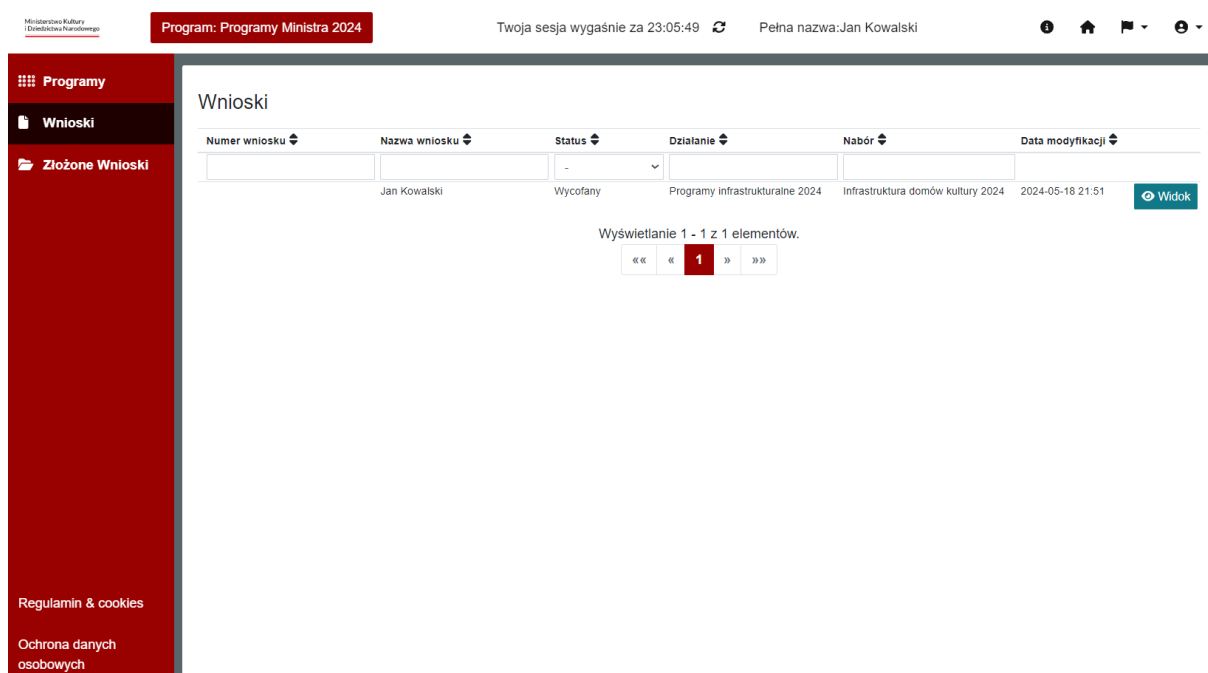 Ministerstwo Kultury
i Dziedzictwa Narodowego
Program: Programy Ministra 2024
Twoja sesja wygaśnie za 23:05:49
Pełna nazwa:Jan Kowalski
Programy
Wnioski
Złożone Wnioski
Regulamin & cookies
Ochrona danych
osobowych
Wnioski
Numer wniosku Nazwa wniosku Status Działanie Nabór Data modyfikacji
-
Jan Kowalski Wycofany Programy infrastrukturalne 2024 Infrastruktura domów kultury 2024 2024-05-18 21:51 Widok
Wyświetlanie 1 - 1 z 1 elementów.
«« « 1 » »»